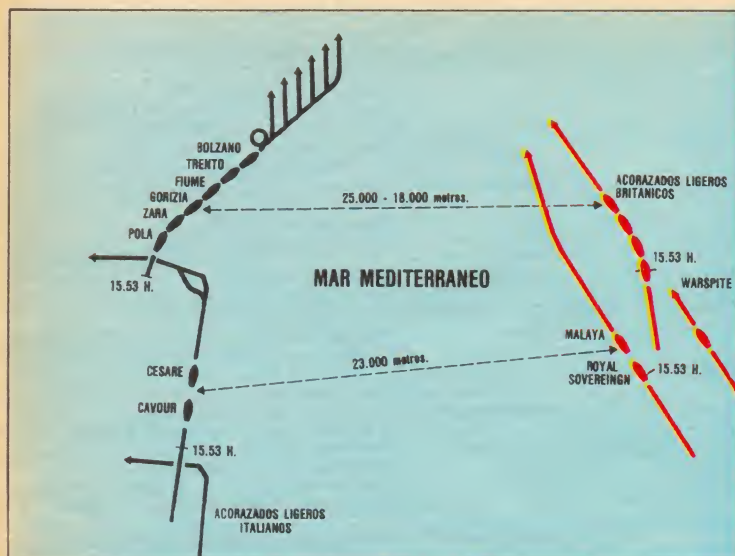 BOLZANO
TRENTO
FIUME
GORIZIA
ZARA
POLA
15.53 H.
25.000 - 18.000 metros.
ACORAZADOS LIGEROS
BRITANICOS
15.53 H.
WARSPITE
MAR MEDITERRANEO
MALAYA
ROYAL
SOVEREINGN
15.53 H.
23.000 metros.
CESARE
CAVOUR
15.53 H.
ACORAZADOS LIGEROS
ITALIANOS